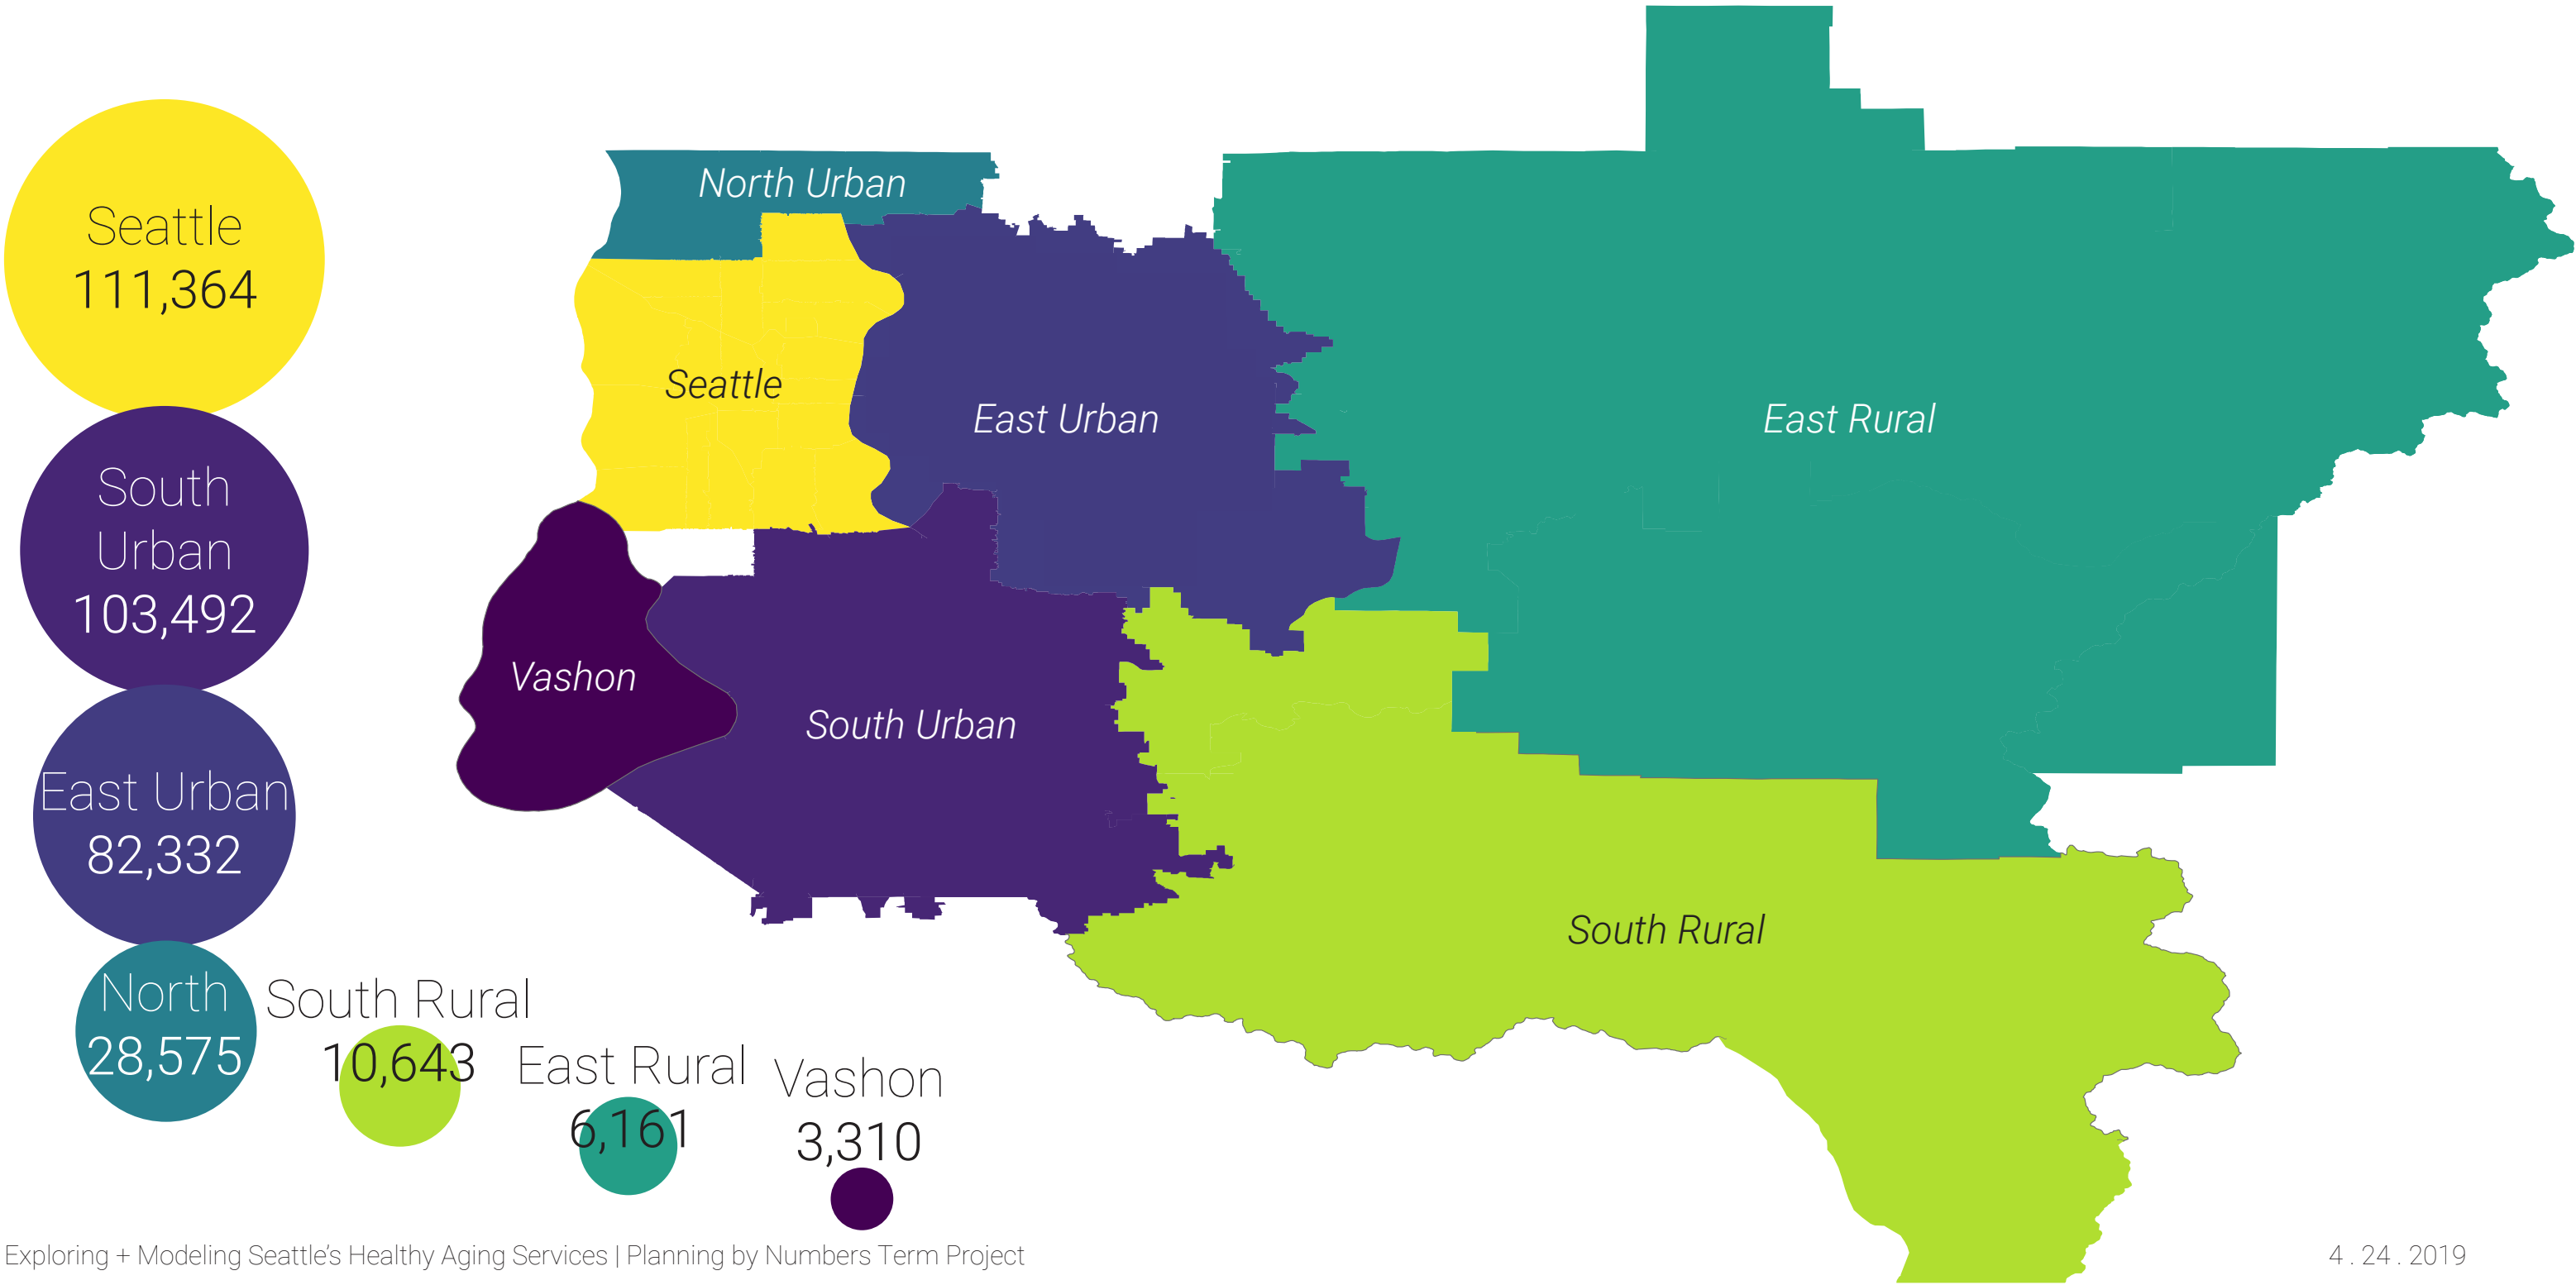 Seattle
111,364
South
Urban
103,492
East Urban
82,332
North
28,575
South Rural
10,643
East Rural
6,161
Vashon
3,310
North Urban
Seattle
East Urban
East Rural
Vashon
South Urban
South Rural
Exploring + Modeling Seattle’s Healthy Aging Services | Planning by Numbers Term Project
4 . 24 . 2019